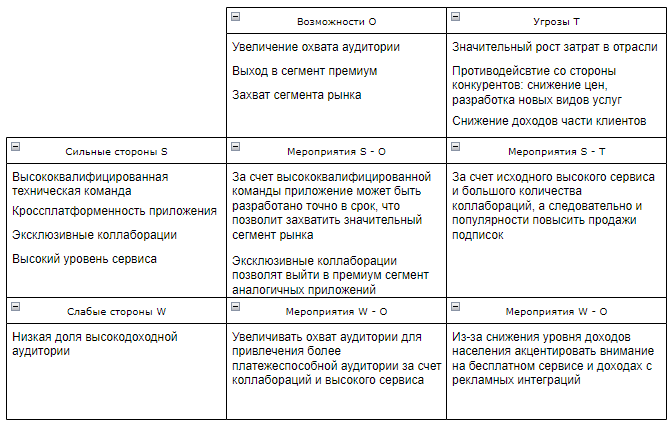 Возможности O
Увеличение охвата аудитории
Выход в сегмент премиум
Захват сегмента рынка
Угрозы T
Значительный рост затрат в отрасли
Противодейсвтие со стороны
конкурентов: снижение цен,
разработка новых видов услуг
Снижение доходов части клиентов
Сильные стороны S
Высококвалифицированная
техническая команда
Кроссплатформенность приложения
Эксклюзивные коллаборации
Высокий уровень сервиса
Мероприятия S - O
За счет высококвалифицированной
команды приложение может быть
разработано точно в срок, что
позволит захватить значительный
сегмент рынка
Эксклюзивные коллаборации
позволят выйти в премиум сегмент
аналогичных приложений
Мероприятия S - T
За счет исходного высокого сервиса
и большого количества
коллабораций, а следовательно и
популярности повысить продажи
подписок
Слабые стороны W
Низкая доля высокодоходной
аудитории
Мероприятия W - O
Увеличивать охват аудитории для
привлечения более
платежеспособной аудитории за счет
коллабораций и высокого сервиса
Мероприятия W - O
Из-за снижения уровня доходов
населения акцентировать внимание
на бесплатном сервисе и доходах с
рекламных интеграций